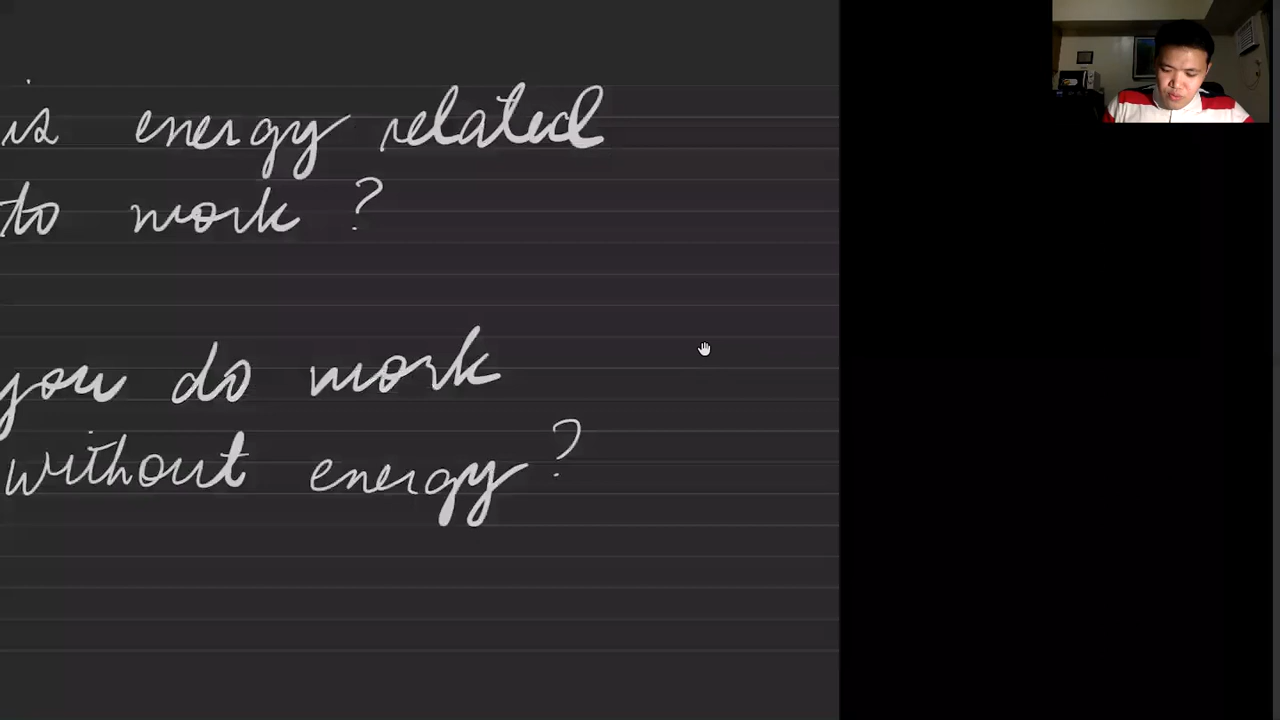 is energy related
to work ?
you do work
without energy ?